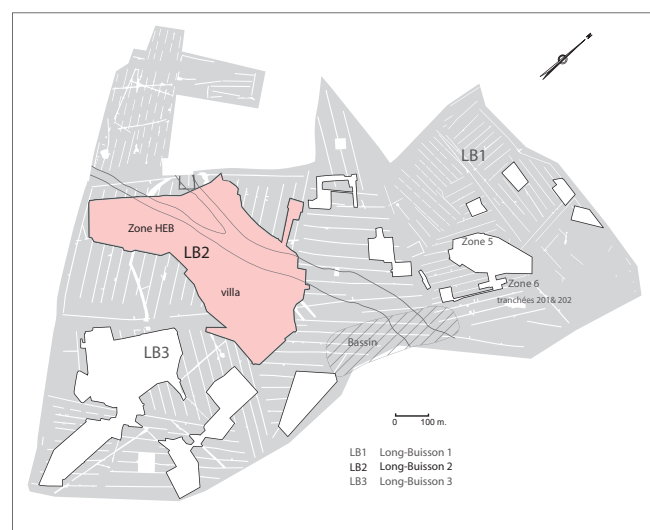 LB1
Zone HEB
LB2
Zone 5
Zone 6
villa
tranchées 201& 202
Bassin
LB3
0 100 m.
LB1 Long-Buisson 1
LB2 Long-Buisson 2
LB3 Long-Buisson 3